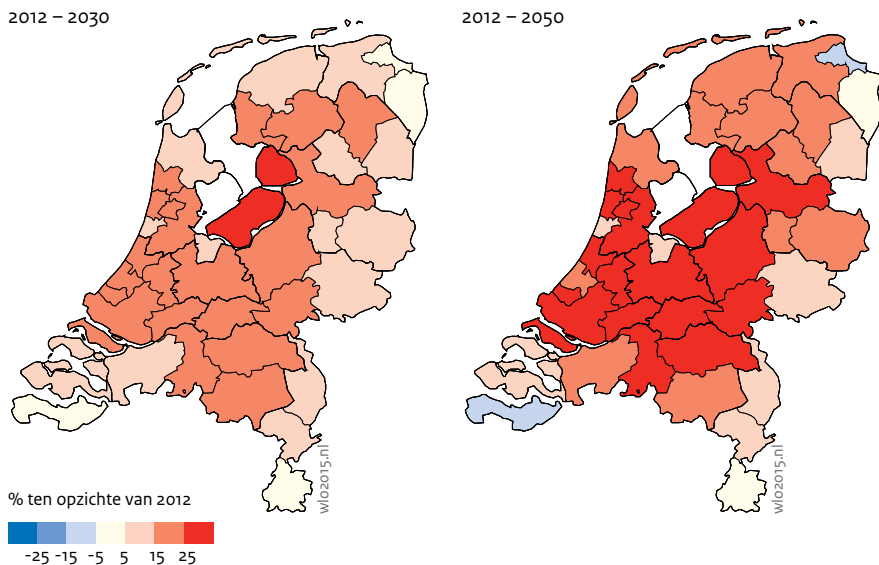 2012 – 2030
2012 – 2050
wlo2015.nl
wlo2015.nl
% ten opzichte van 2012
-25 -15 -5 5 15 25